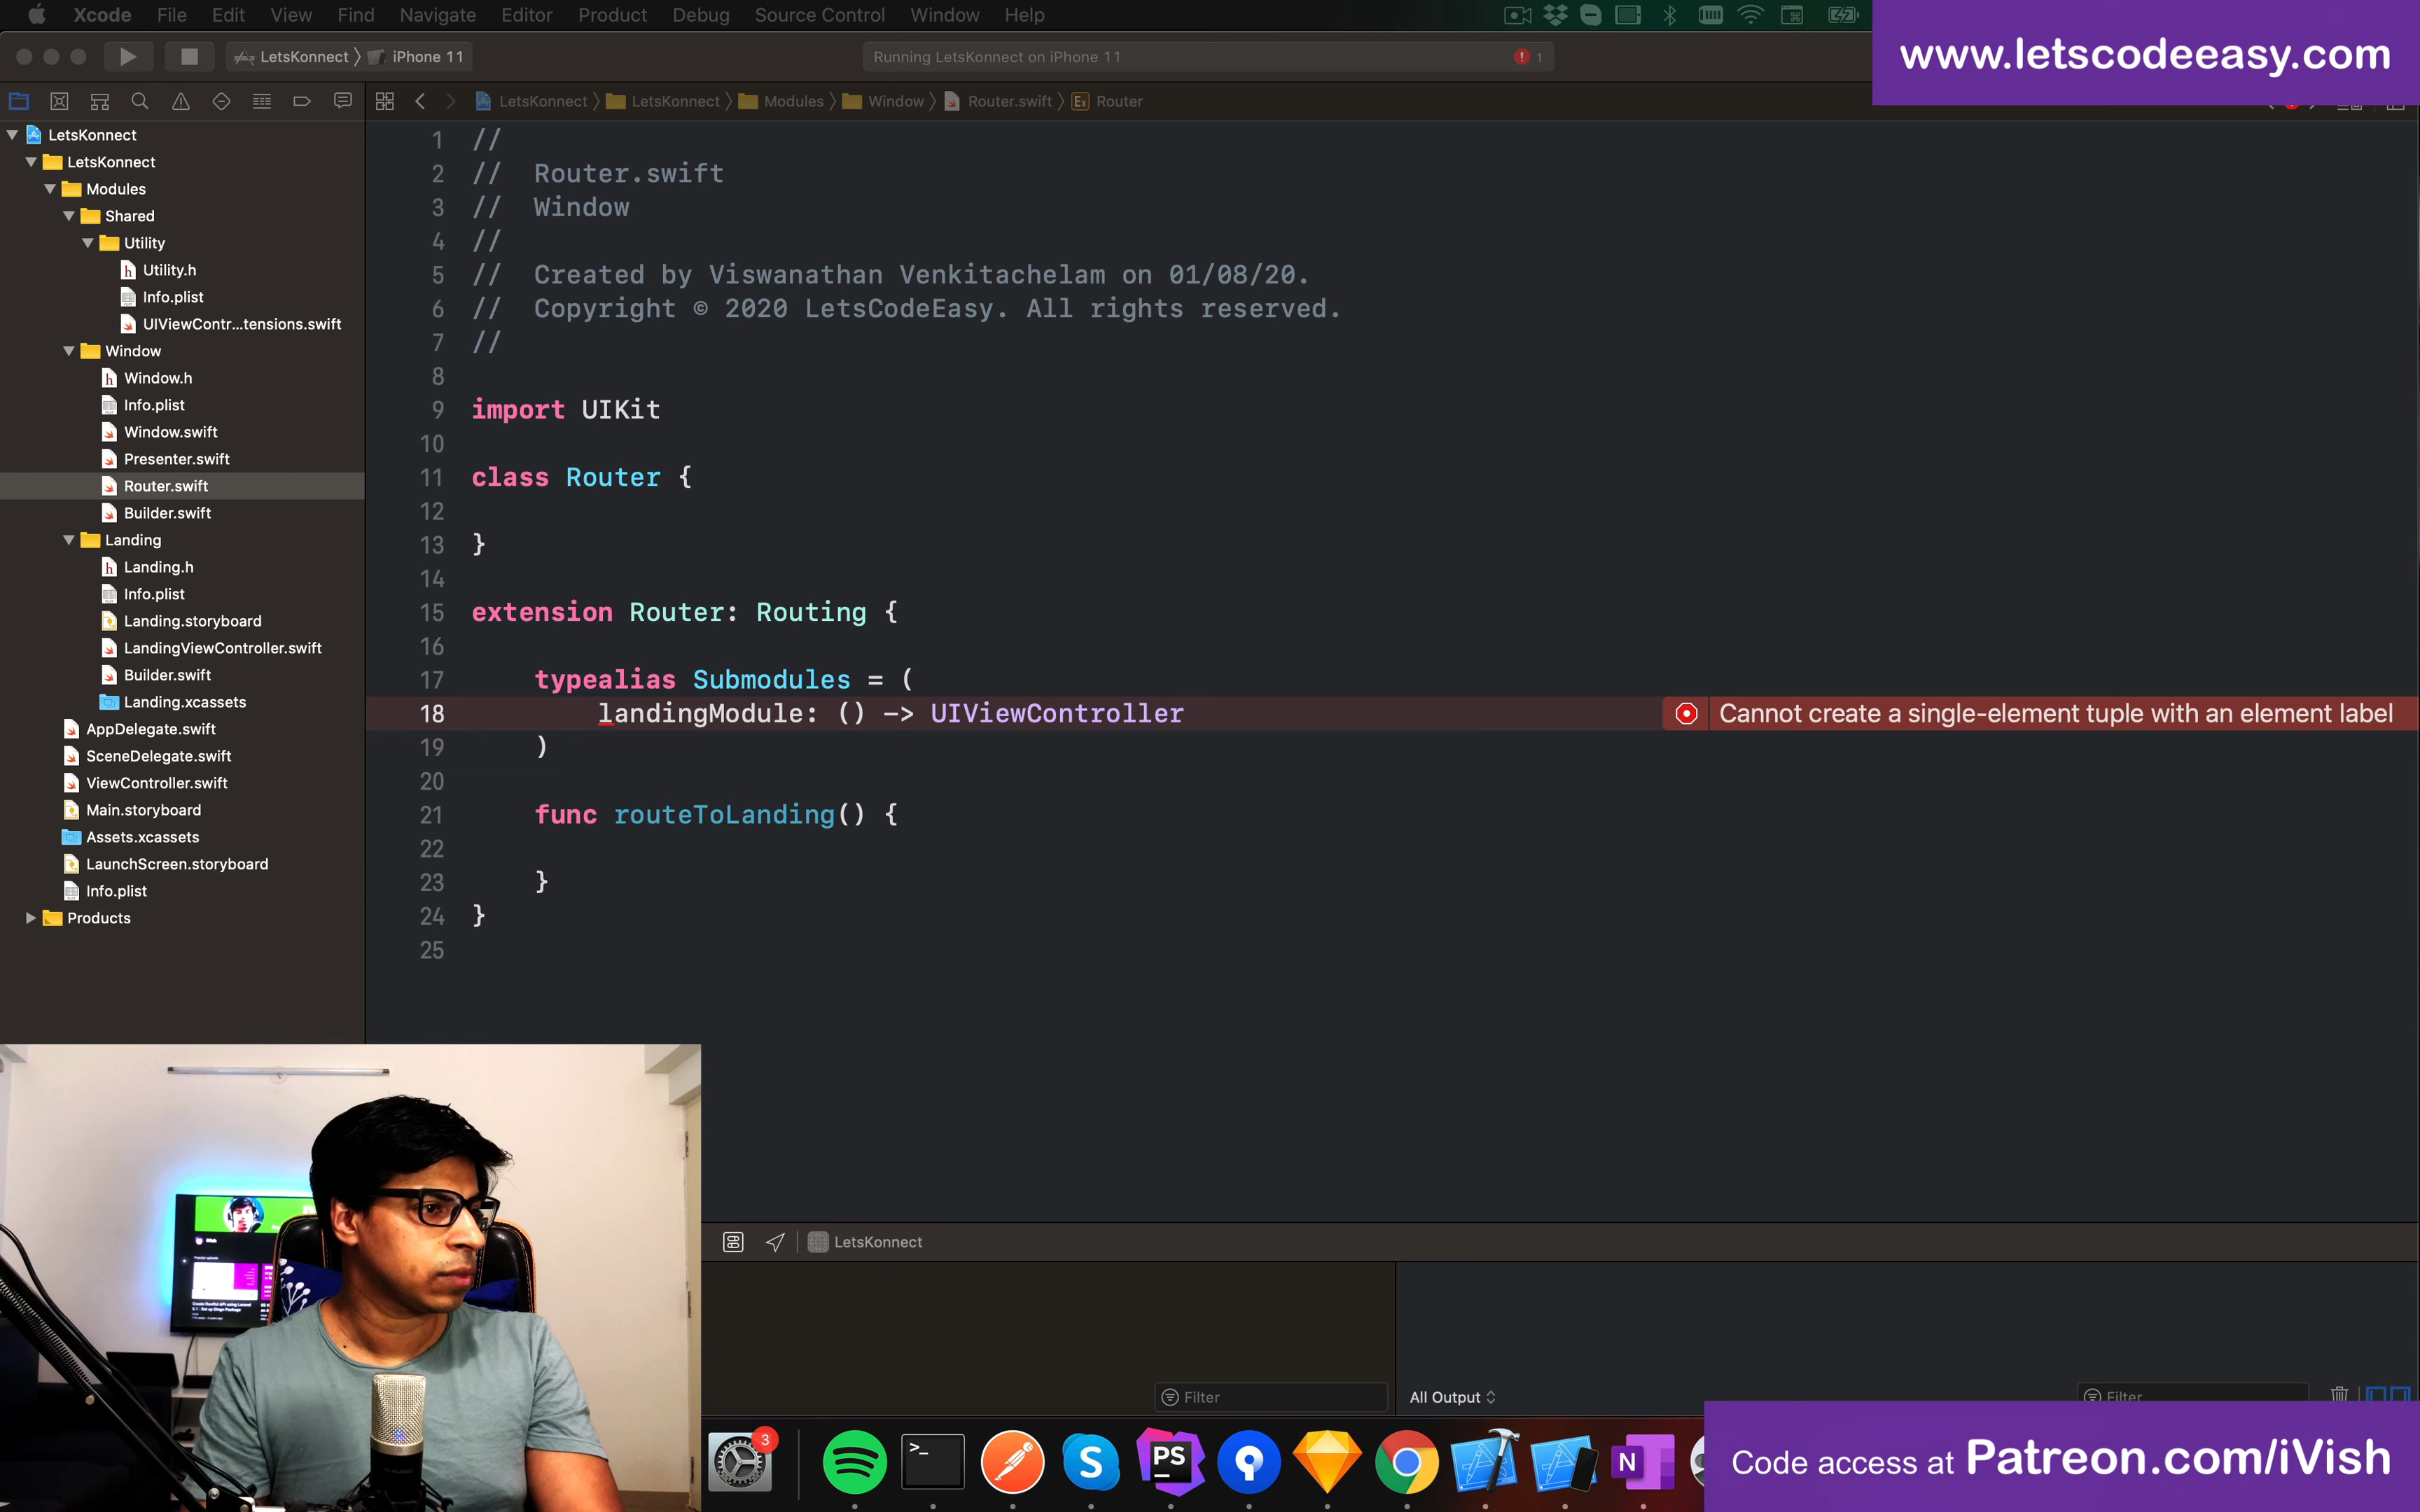 Xcode File Edit View Find Navigate Editor Product Debug Source Control Window Help
www.letscodeeasy.com
LetsKonnect 〉 iPhone 11
Running LetsKonnect on iPhone 11
1
LetsKonnect 〉 LetsKonnect 〉 Modules 〉 Window 〉 Router.swift 〉 Ex Router
LetsKonnect
LetsKonnect
Modules
Shared
Utility
Utility.h
Info.plist
UIViewContr...tensions.swift
Window
Window.h
Info.plist
Window.swift
Presenter.swift
Router.swift
Builder.swift
Landing
Landing.h
Info.plist
Landing.storyboard
LandingViewController.swift
Builder.swift
Landing.xcassets
AppDelegate.swift
SceneDelegate.swift
ViewController.swift
Main.storyboard
Assets.xcassets
LaunchScreen.storyboard
Info.plist
Products
1 //
2 // Router.swift
3 // Window
4 //
5 // Created by Viswanathan Venkitachelam on 01/08/20.
6 // Copyright © 2020 LetsCodeEasy. All rights reserved.
7 //
8
9 import UIKit
10
11 class Router {
12
13 }
14
15 extension Router: Routing {
16
17 typealias Submodules = (
18 landingModule: () -> UIViewController
Cannot create a single-element tuple with an element label
19 )
20
21 func routeToLanding() {
22
23 }
24 }
25
LetsKonnect
Filter
All Output
Filter
3
>_
S
PS
N
Code access at Patreon.com/iVish